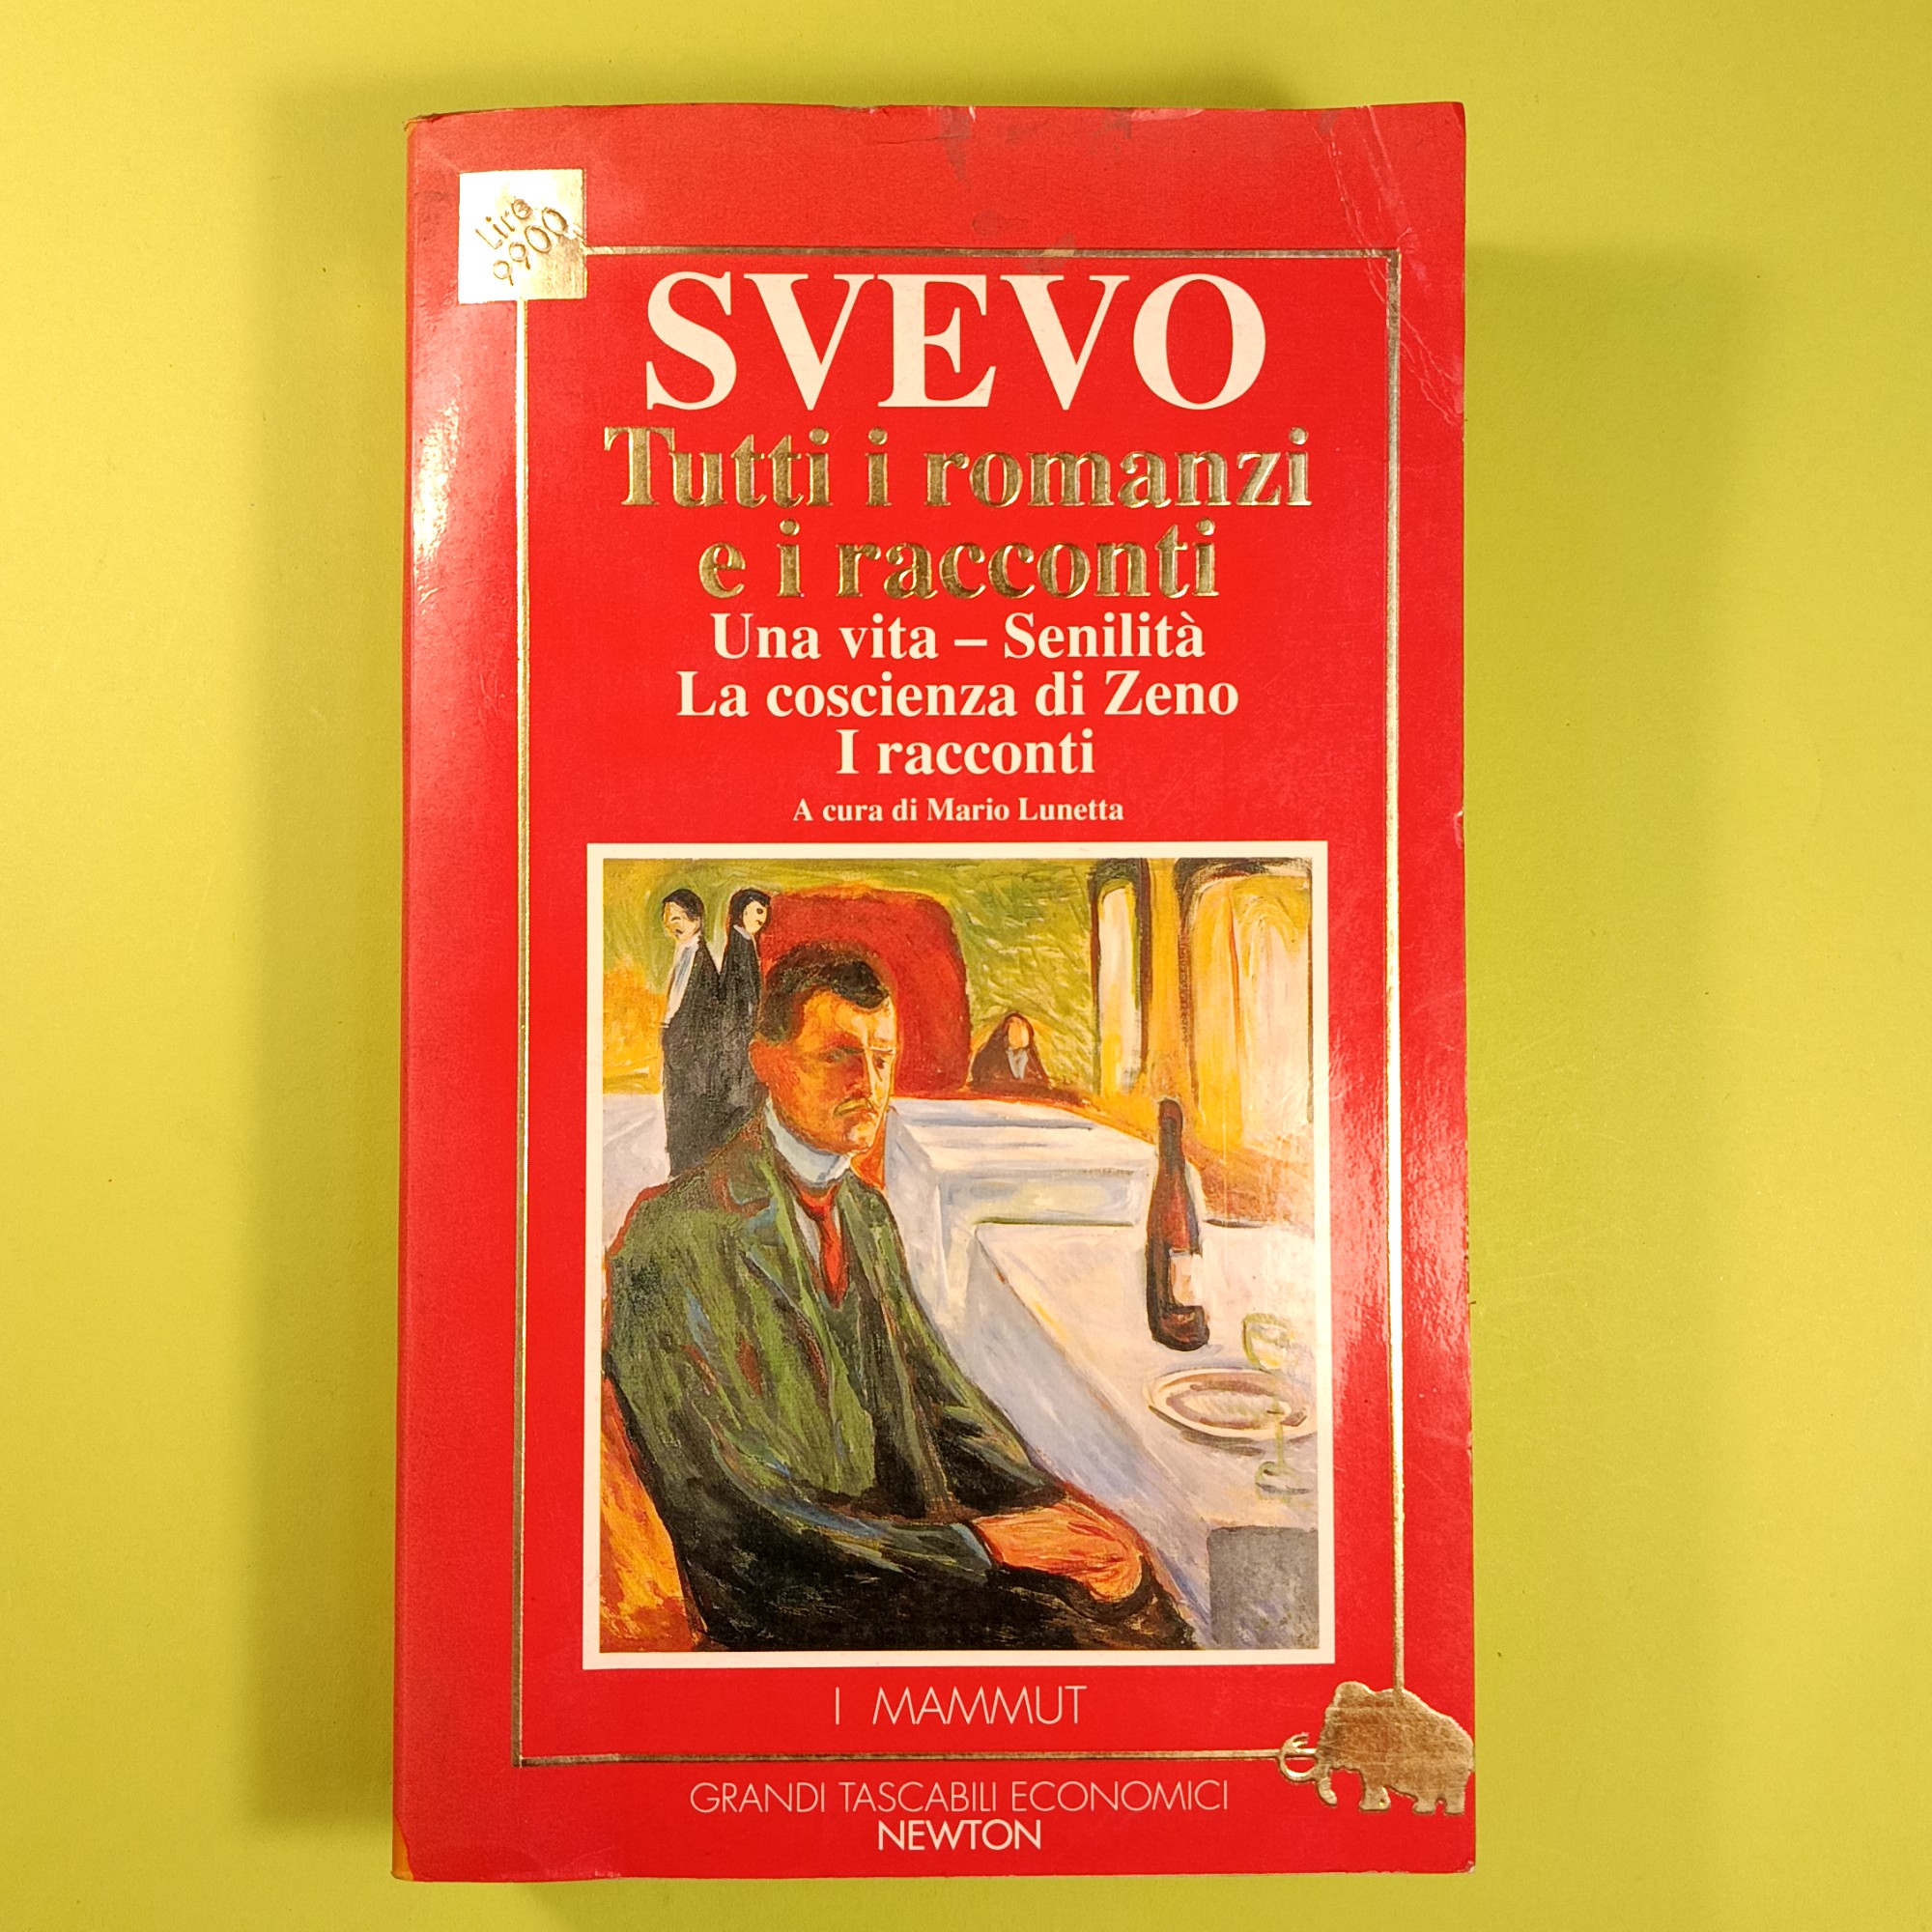 Lire
9900
SVEVO
Tutti i romanzi
e i racconti
Una vita – Senilità
La coscienza di Zeno
I racconti
A cura di Mario Lunetta
I MAMMUT
GRANDI TASCABILI ECONOMICI
NEWTON